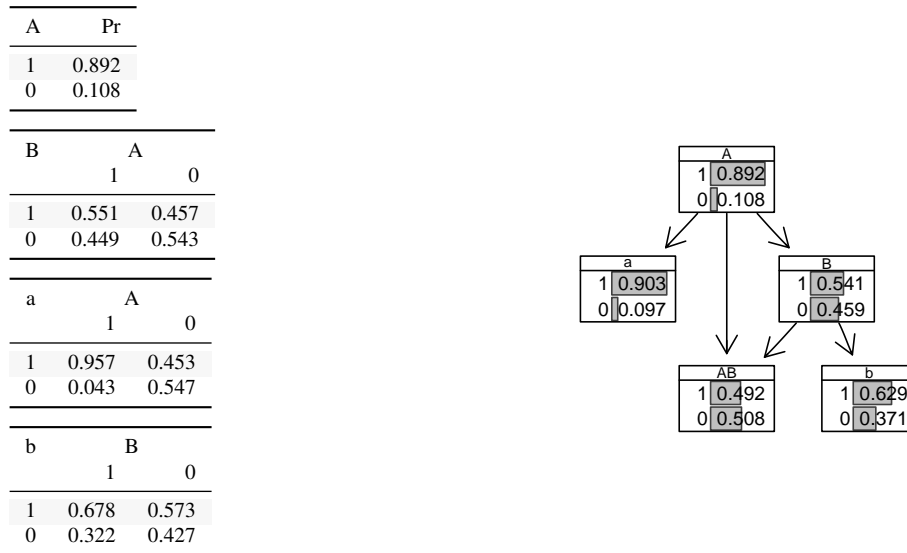 A Pr
1 0.892
0 0.108
B A
1 0
1 0.551 0.457
0 0.449 0.543
a A
1 0
1 0.957 0.453
0 0.043 0.547
b B
1 0
1 0.678 0.573
0 0.322 0.427
A
1 0.892
0 0.108
a
1 0.903
0 0.097
B
1 0.541
0 0.459
AB
1 0.492
0 0.508
b
1 0.629
0 0.371